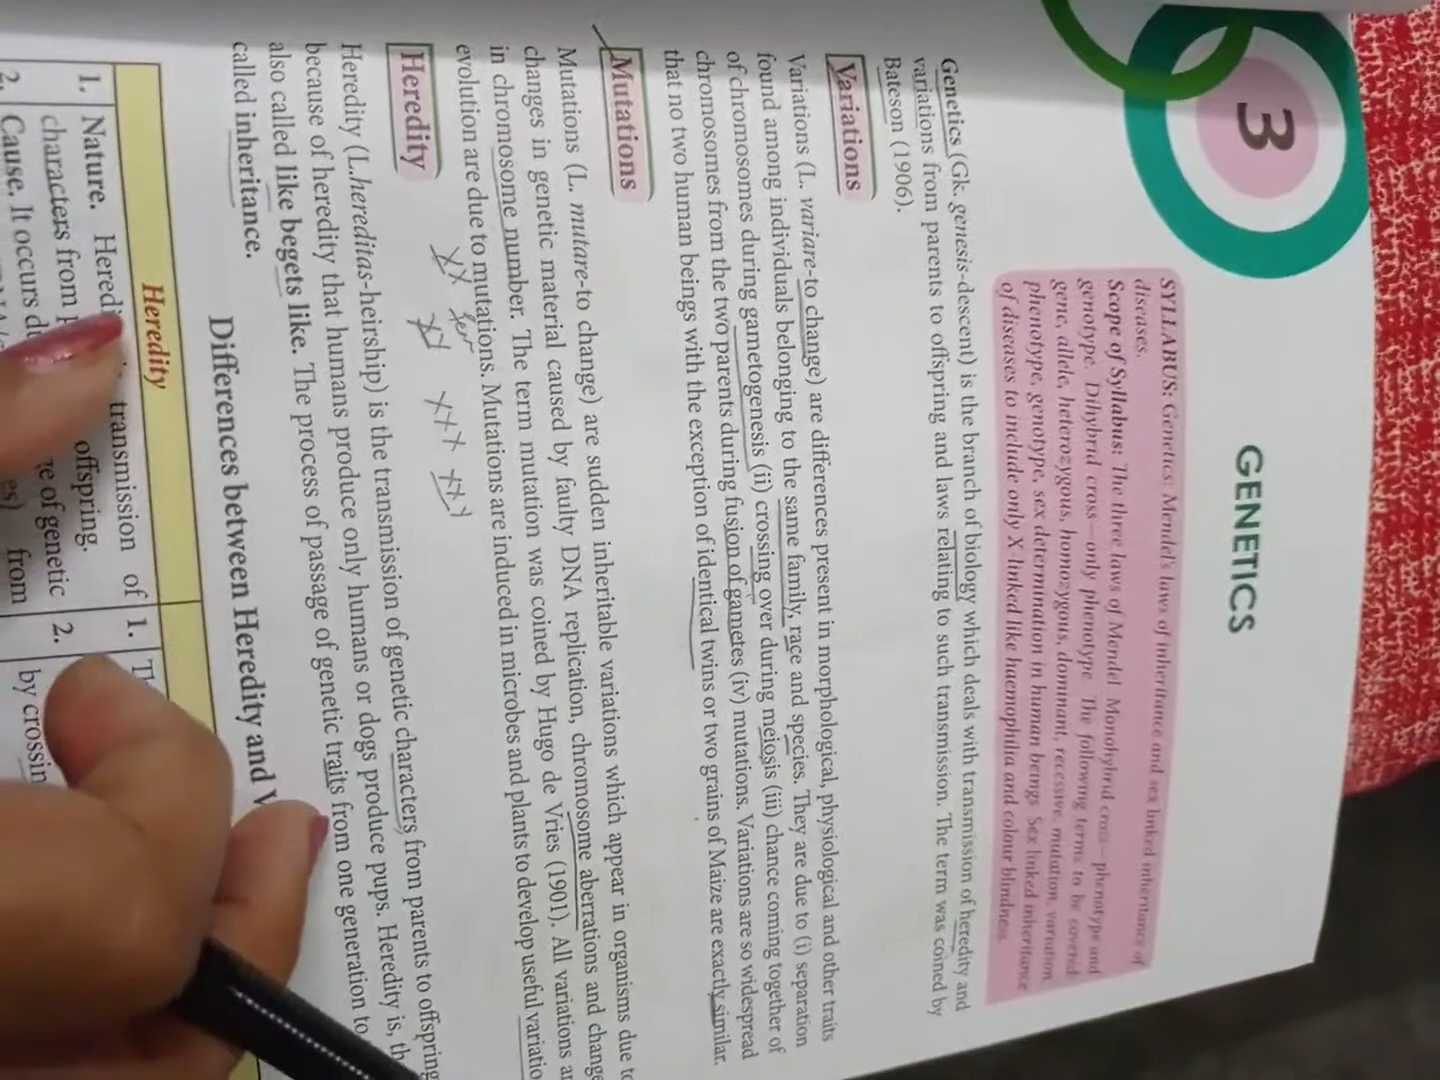 3
GENETICS
SYLLABUS: Genetics: Mendel's laws of inheritance and sex linked inheritance of
diseases.
Scope of Syllabus: The three laws of Mendel. Monohybrid cross—phenotype and
genotype. Dihybrid cross—only phenotype. The following terms to be covered:
gene, allele, heterozygous, homozygous, dominant, recessive, mutation, variation,
phenotype, genotype, sex determination in human beings. Sex linked inheritance
of diseases to include only X-linked like haemophilia and colour blindness.
Genetics (Gk. genesis-descent) is the branch of biology which deals with transmission of heredity and
variations from parents to offspring and laws relating to such transmission. The term was coined by
Bateson (1906).
Variations
Variations (L. variare-to change) are differences present in morphological, physiological and other traits
found among individuals belonging to the same family, race and species. They are due to (i) separation
of chromosomes during gametogenesis (ii) crossing over during meiosis (iii) chance coming together of
chromosomes from the two parents during fusion of gametes (iv) mutations. Variations are so widespread
that no two human beings with the exception of identical twins or two grains of Maize are exactly similar.
Mutations
Mutations (L. mutare-to change) are sudden inheritable variations which appear in organisms due to
changes in genetic material caused by faulty DNA replication, chromosome aberrations and change
in chromosome number. The term mutation was coined by Hugo de Vries (1901). All variations a
evolution are due to mutations. Mutations are induced in microbes and plants to develop useful variatio
XX XY XXX XXY
Heredity
Heredity (L.hereditas-heirship) is the transmission of genetic characters from parents to offspring
because of heredity that humans produce only humans or dogs produce pups. Heredity is, th
also called like begets like. The process of passage of genetic traits from one generation to
called inheritance.
Differences between Heredity and V
Heredity
1. Nature. Heredi transmission of
characters from p offspring.
2. Cause. It occurs du e of genetic
es) from
1. T
2.
by crossin